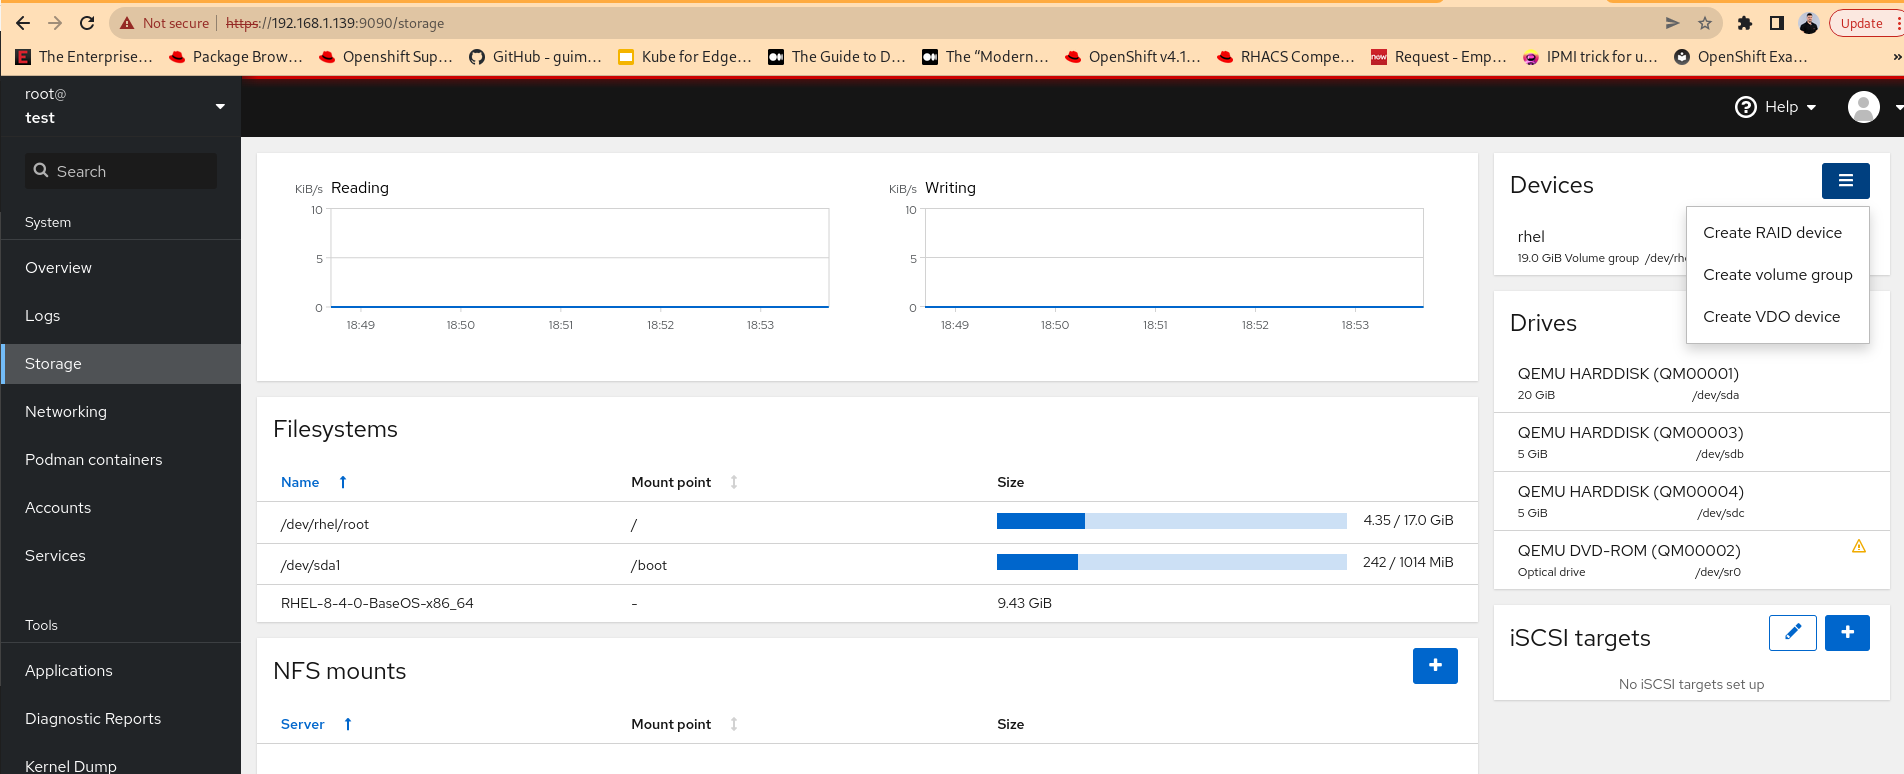 Not secure https://192.168.1.139:9090/storage Update
The Enterprise… Package Brow… Openshift Sup… GitHub - guim… Kube for Edge… The Guide to D… The “Modern… OpenShift v4.1… RHACS Compe… now Request - Emp… IPMI trick for u… OpenShift Exa… »
root@
test
Help
Search
System
Overview
Logs
Storage
Networking
Podman containers
Accounts
Services
Tools
Applications
Diagnostic Reports
Kernel Dump
KiB/s Reading
10
5
0
18:49 18:50 18:51 18:52 18:53
KiB/s Writing
10
5
0
18:49 18:50 18:51 18:52 18:53
Filesystems
Name Mount point Size
/dev/rhel/root / 4.35 / 17.0 GiB
/dev/sda1 /boot 242 / 1014 MiB
RHEL-8-4-0-BaseOS-x86_64 - 9.43 GiB
NFS mounts
Server Mount point Size
Devices
rhel
19.0 GiB Volume group /dev/rhe
Create RAID device
Create volume group
Create VDO device
Drives
QEMU HARDDISK (QM00001)
20 GiB /dev/sda
QEMU HARDDISK (QM00003)
5 GiB /dev/sdb
QEMU HARDDISK (QM00004)
5 GiB /dev/sdc
QEMU DVD-ROM (QM00002)
Optical drive /dev/sr0
iSCSI targets
No iSCSI targets set up